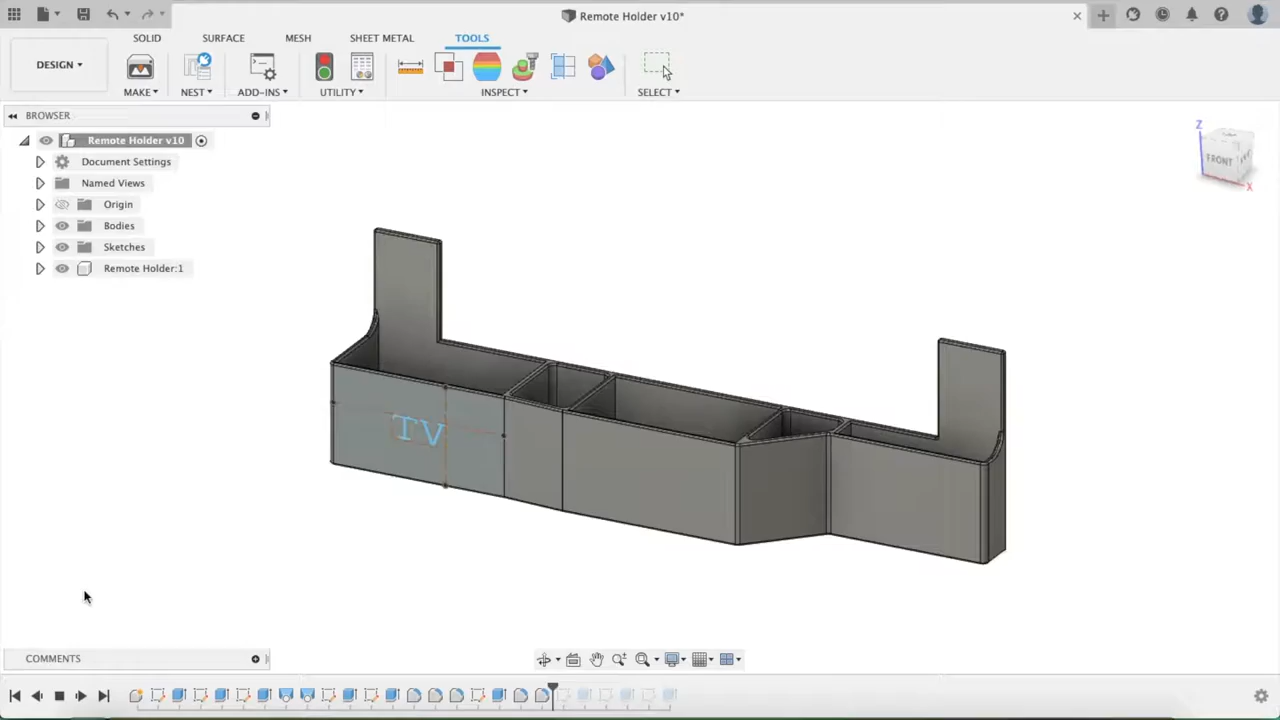 Remote Holder v10*
SOLID SURFACE MESH SHEET METAL TOOLS
DESIGN
MAKE NEST ADD-INS UTILITY INSPECT SELECT
BROWSER
Remote Holder v10
Document Settings
Named Views
Origin
Bodies
Sketches
Remote Holder:1
Z
FRONT
X
TV
COMMENTS